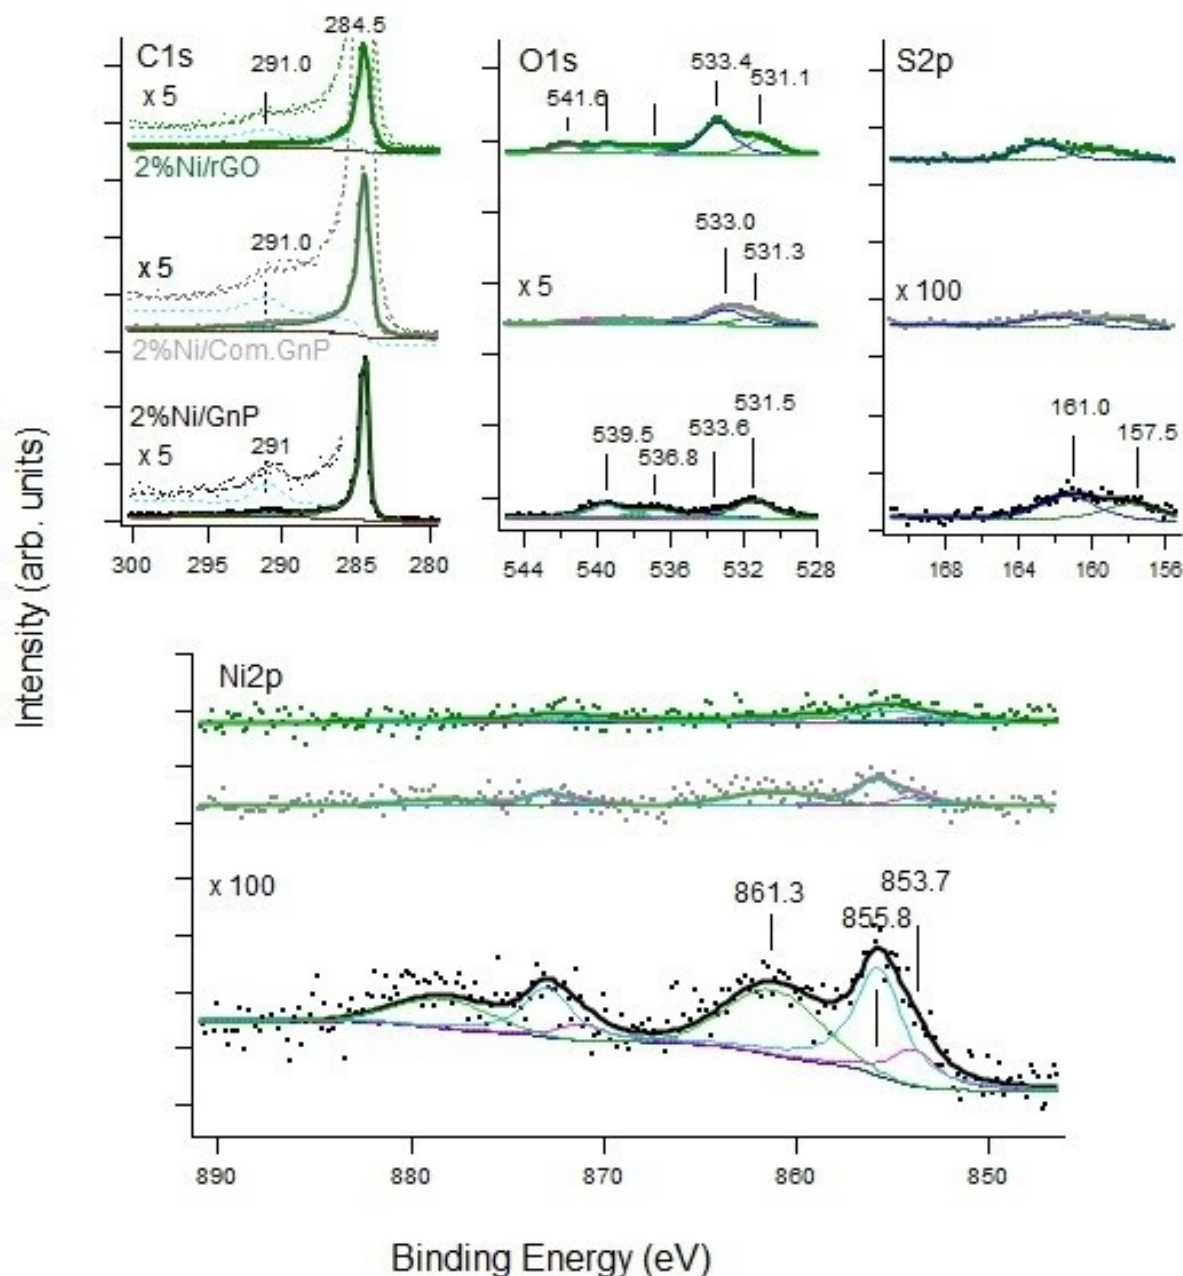 C1s
284.5
291.0
x 5
2%Ni/rGO
291.0
x 5
2%Ni/Com.GnP
2%Ni/GnP
x 5
291
300 295 290 285 280
O1s
533.4
531.1
541.6
533.0
531.3
x 5
531.5
533.6
539.5
536.8
544 540 536 532 528
S2p
x 100
161.0
157.5
168 164 160 156
Intensity (arb. units)
Ni2p
x 100
861.3
853.7
855.8
890 880 870 860 850
Binding Energy (eV)